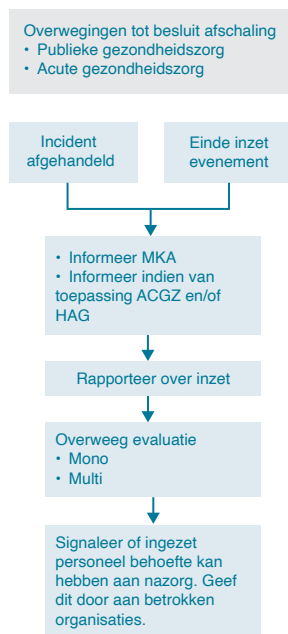 Overwegingen tot besluit afschaling
• Publieke gezondheidszorg
• Acute gezondheidszorg
Incident
afgehandeld
Einde inzet
evenement
• Informeer MKA
• Informeer indien van
toepassing ACGZ en/of
HAG
Rapporteer over inzet
Overweeg evaluatie
• Mono
• Multi
Signaleer of ingezet
personeel behoefte kan
hebben aan nazorg. Geef
dit door aan betrokken
organisaties.